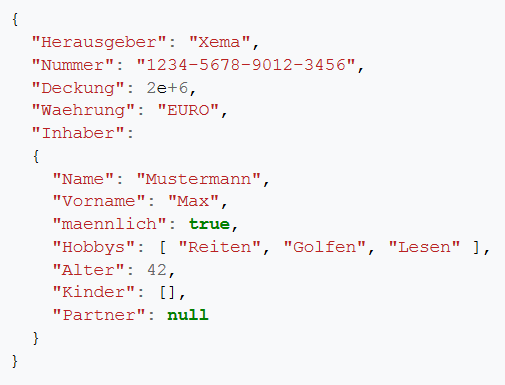 {
  "Herausgeber": "Xema",
  "Nummer": "1234-5678-9012-3456",
  "Deckung": 2e+6,
  "Waehrung": "EURO",
  "Inhaber":
  {
    "Name": "Mustermann",
    "Vorname": "Max",
    "maennlich": true,
    "Hobbys": [ "Reiten", "Golfen", "Lesen" ],
    "Alter": 42,
    "Kinder": [],
    "Partner": null
  }
}